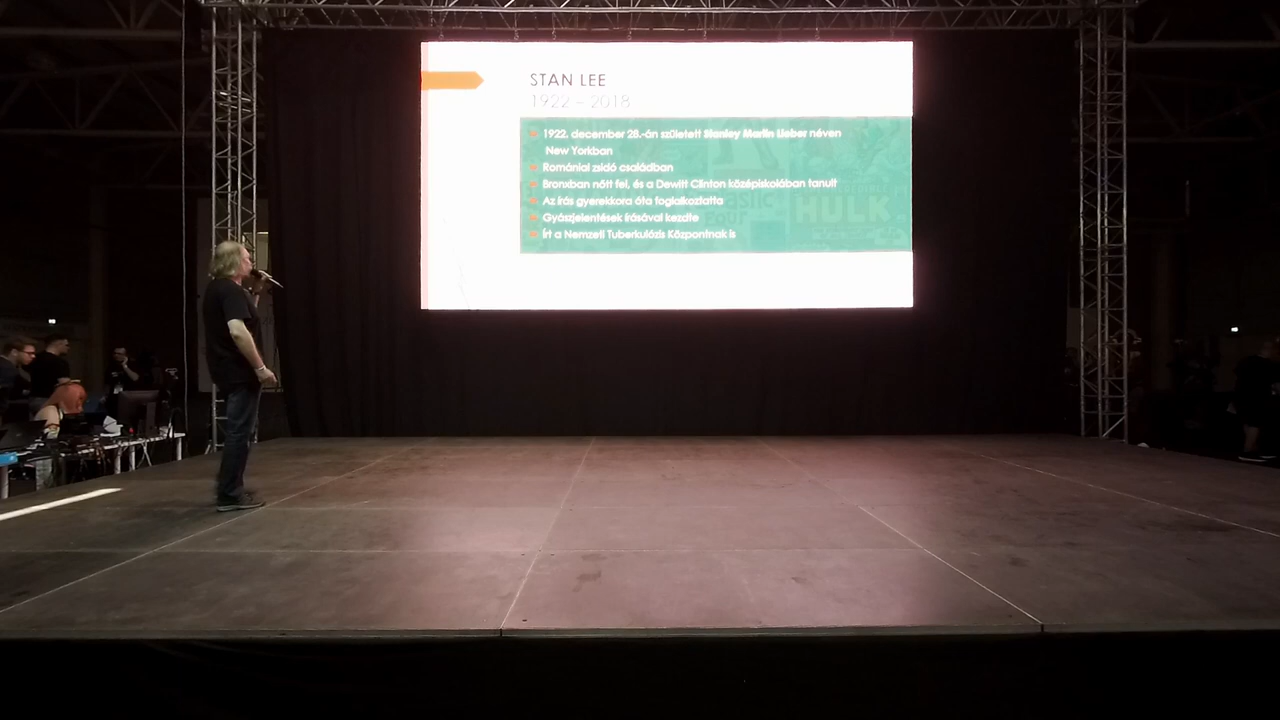 STAN LEE
1922 – 2018
1922. december 28.-án született Stanley Martin Lieber néven
New Yorkban
Romániai zsidó családban
Bronxban nőtt fel, és a Dewitt Clinton középiskolában tanult
Az írás gyerekkora óta foglalkoztatta
Gyászjelentések írásával kezdte
Írt a Nemzeti Tuberkulózis Központnak is
HULK